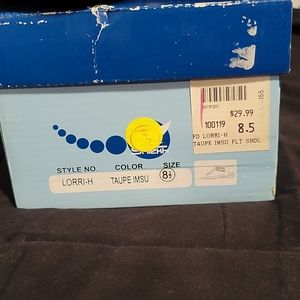 $29.99
100119
8.5
FD LORRI-H
TAUPE IMSU FLT SNDL
STYLE NO. COLOR SIZE
LORRI-H TAUPE IMSU 8½